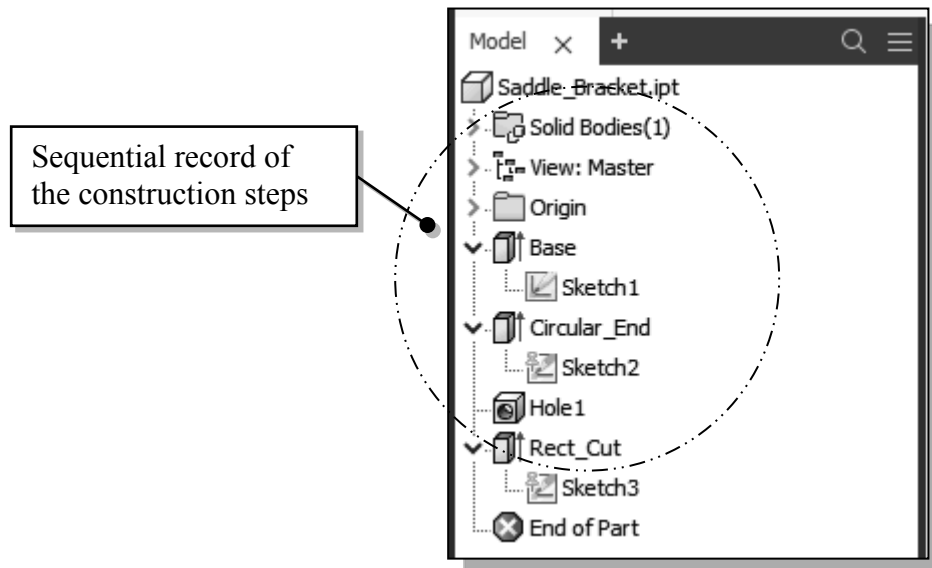 Sequential record of
the construction steps
Model
Saddle_Bracket.ipt
Solid Bodies(1)
View: Master
Origin
Base
Sketch1
Circular_End
Sketch2
Hole1
Rect_Cut
Sketch3
End of Part